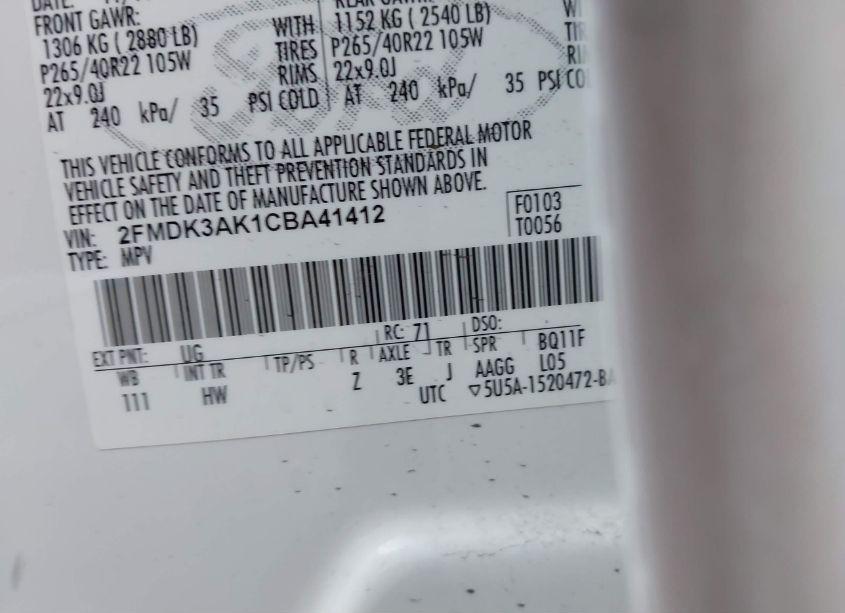 DATE:
FRONT GAWR:
1306 KG ( 2880 LB)
P265/40R22 105W
22x9.0J
AT 240 kPa/ 35 PSI COLD
WITH
TIRES
RIMS
1152 KG ( 2540 LB)
P265/40R22 105W
22x9.0J
AT 240 kPa/ 35 PSI CO
THIS VEHICLE CONFORMS TO ALL APPLICABLE FEDERAL MOTOR
VEHICLE SAFETY AND THEFT PREVENTION STANDARDS IN
EFFECT ON THE DATE OF MANUFACTURE SHOWN ABOVE.
VIN: 2FMDK3AK1CBA41412
TYPE: MPV
F0103
T0056
EXT PNT: UG RC: 71 DSO:
WB INT TR TP/PS R AXLE TR SPR BQ11F
111 HW Z 3E J AAGG L05
UTC ▽5U5A-1520472-BA